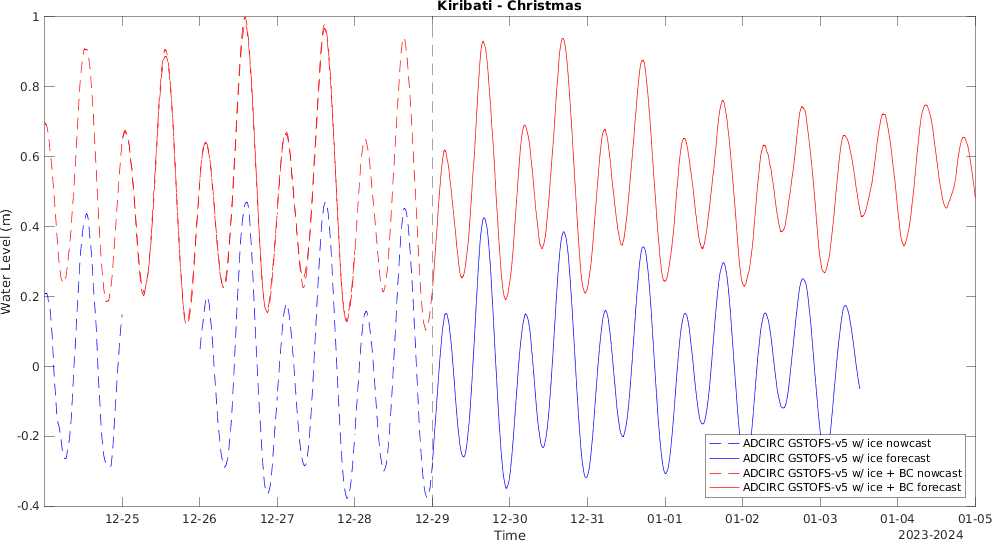 Kiribati - Christmas
1
0.8
0.6
0.4
0.2
0
-0.2
-0.4
Water Level (m)
ADCIRC GSTOFS-v5 w/ ice nowcast
ADCIRC GSTOFS-v5 w/ ice forecast
ADCIRC GSTOFS-v5 w/ ice + BC nowcast
ADCIRC GSTOFS-v5 w/ ice + BC forecast
12-25 12-26 12-27 12-28 12-29 12-30 12-31 01-01 01-02 01-03 01-04 01-05
Time 2023-2024